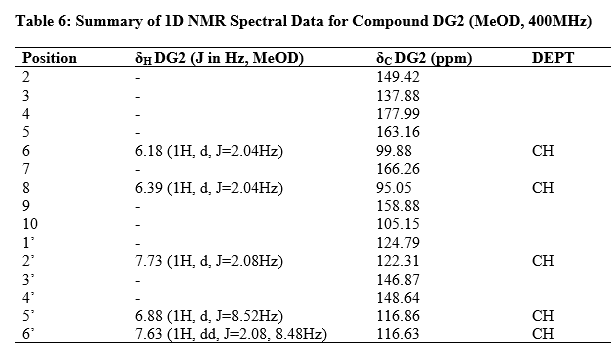 Table 6: Summary of 1D NMR Spectral Data for Compound DG2 (MeOD, 400MHz)
Position δH DG2 (J in Hz, MeOD) δC DG2 (ppm) DEPT
2 - 149.42
3 - 137.88
4 - 177.99
5 - 163.16
6 6.18 (1H, d, J=2.04Hz) 99.88 CH
7 - 166.26
8 6.39 (1H, d, J=2.04Hz) 95.05 CH
9 - 158.88
10 - 105.15
1’ - 124.79
2’ 7.73 (1H, d, J=2.08Hz) 122.31 CH
3’ - 146.87
4’ - 148.64
5’ 6.88 (1H, d, J=8.52Hz) 116.86 CH
6’ 7.63 (1H, dd, J=2.08, 8.48Hz) 116.63 CH